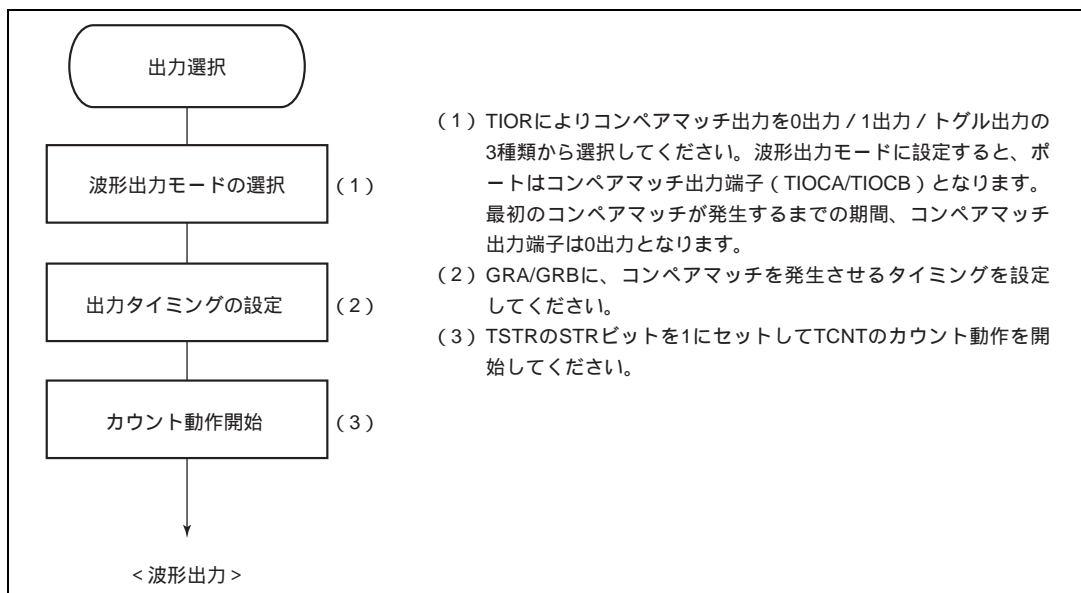 出力選択
波形出力モードの選択 （1）
出力タイミングの設定 （2）
カウント動作開始 （3）
＜波形出力＞
（1）TIORによりコンペアマッチ出力を0出力／1出力／トグル出力の
3種類から選択してください。波形出力モードに設定すると、ポ
ートはコンペアマッチ出力端子（TIOCA/TIOCB）となります。
最初のコンペアマッチが発生するまでの期間、コンペアマッチ
出力端子は0出力となります。
（2）GRA/GRBに、コンペアマッチを発生させるタイミングを設定
してください。
（3）TSTRのSTRビットを1にセットしてTCNTのカウント動作を開
始してください。